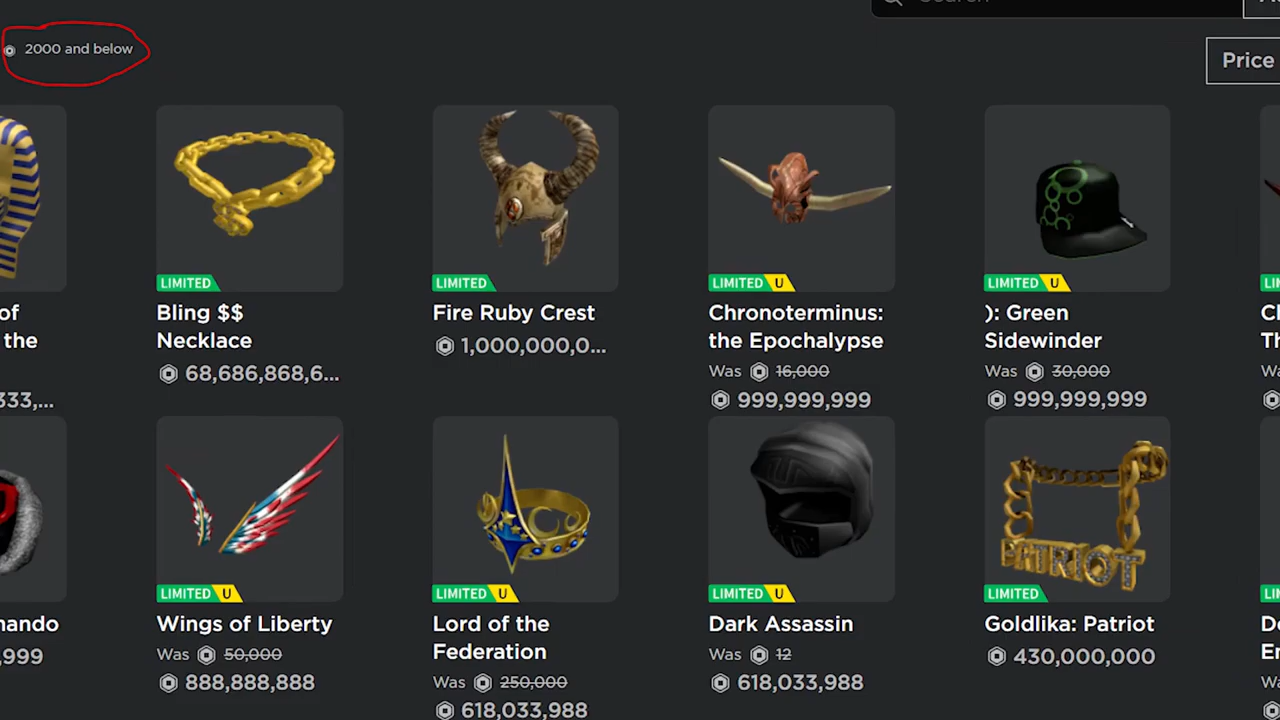 2000 and below
Price
of
the
333,...
LIMITED
Bling $$
Necklace
68,686,868,6...
LIMITED
Fire Ruby Crest
1,000,000,0...
LIMITED U
Chronoterminus:
the Epochalypse
Was 16,000
999,999,999
LIMITED U
): Green
Sidewinder
Was 30,000
999,999,999
nando
,999
LIMITED U
Wings of Liberty
Was 50,000
888,888,888
LIMITED U
Lord of the
Federation
Was 250,000
618,033,988
LIMITED U
Dark Assassin
Was 12
618,033,988
PATRIOT
LIMITED
Goldlika: Patriot
430,000,000